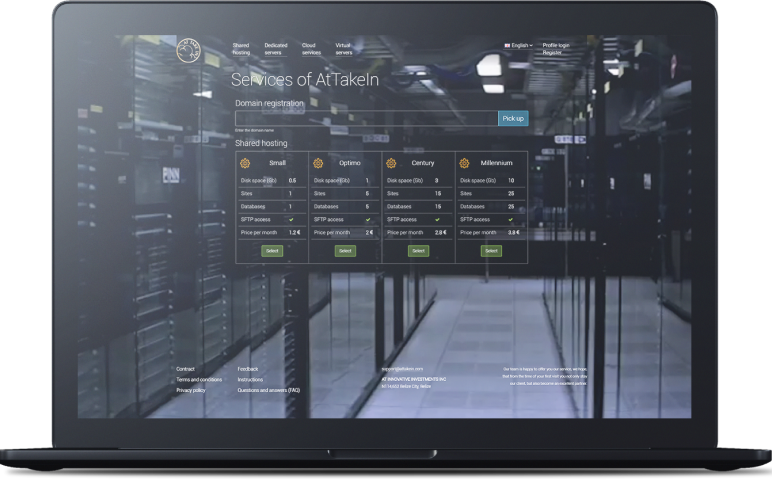 Shared hosting
Dedicated servers
Cloud services
Virtual servers
English
Profile login
Register
Services of AtTakeIn
Domain registration
Pick up
Enter the domain name
Shared hosting
Small Optimo Century Millennium
Disk space (Gb) 0.5 Disk space (Gb) 1 Disk space (Gb) 3 Disk space (Gb) 10
Sites 1 Sites 5 Sites 15 Sites 25
Databases 1 Databases 5 Databases 15 Databases 25
SFTP access ✓ SFTP access ✓ SFTP access ✓ SFTP access ✓
Price per month 1.2 € Price per month 2 € Price per month 2.8 € Price per month 3.8 €
Select Select Select Select
Contract Feedback support@attakein.com
Terms and conditions Instructions AT INNOVATIVE INVESTMENTS INC
Privacy policy Questions and answers (FAQ)
Our team is happy to offer you our service, we hope,
that from the time of your first visit you not only stay
our client, but also become an excellent partner.